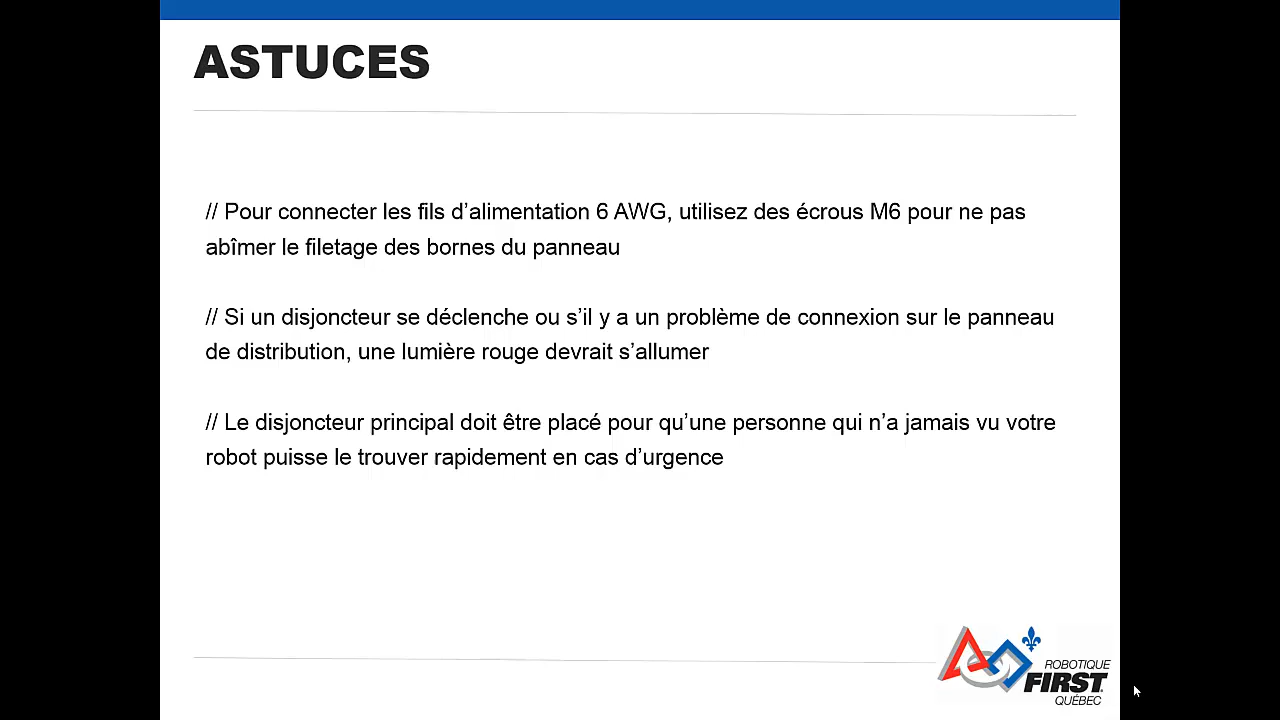 ASTUCES
// Pour connecter les fils d’alimentation 6 AWG, utilisez des écrous M6 pour ne pas
abîmer le filetage des bornes du panneau
// Si un disjoncteur se déclenche ou s’il y a un problème de connexion sur le panneau
de distribution, une lumière rouge devrait s’allumer
// Le disjoncteur principal doit être placé pour qu’une personne qui n’a jamais vu votre
robot puisse le trouver rapidement en cas d’urgence
ROBOTIQUE
FIRST
QUÉBEC